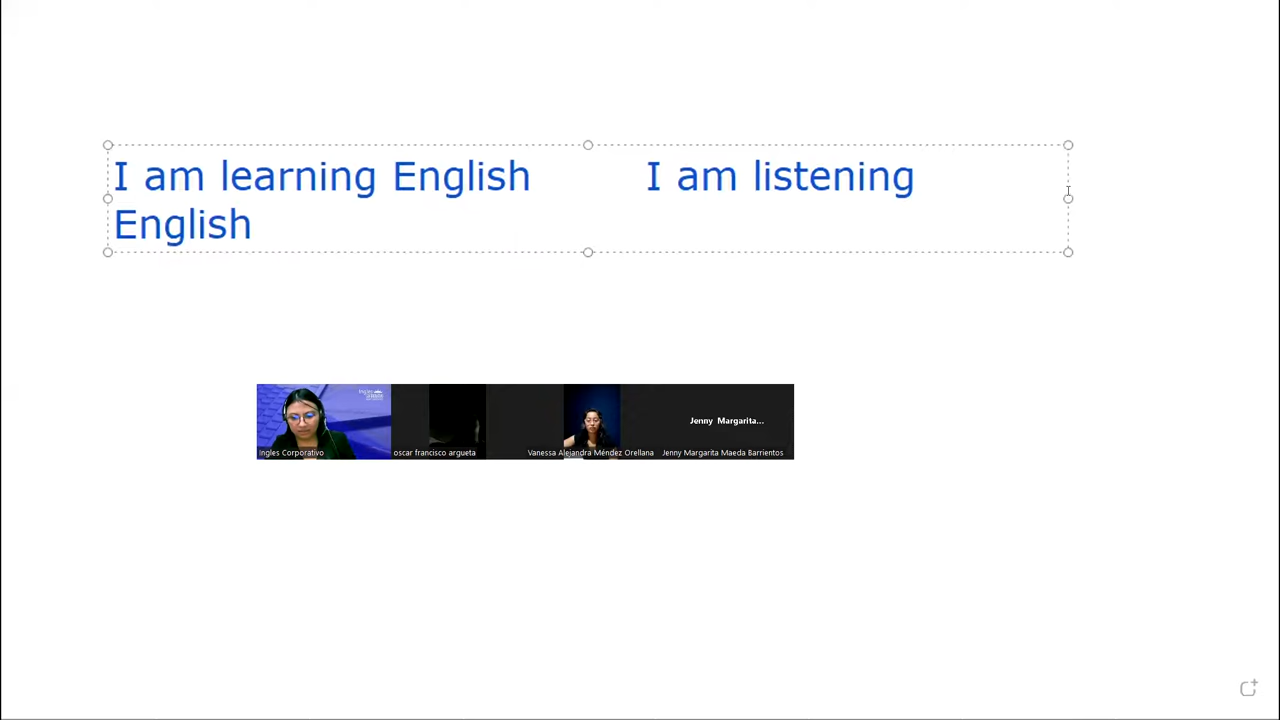 I am learning English I am listening
English
Jenny Margarita...
Ingles Corporativo
oscar francisco argueta
Vanessa Alejandra Méndez Orellana
Jenny Margarita Maeda Barrientos